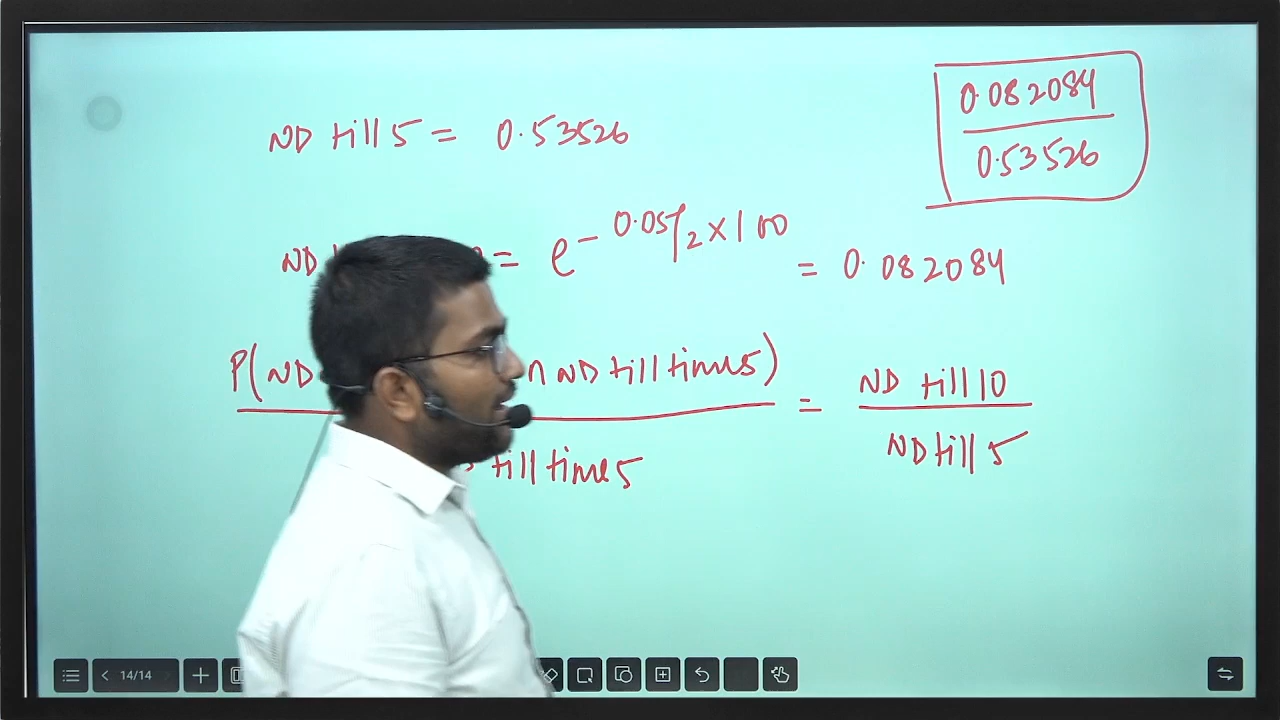 0.082084
0.53526
ND till 5 = 0.53526
ND = e^-0.05/2 × 100 = 0.082084
P(ND ∩ ND till time 5) = ND till 10
till time 5 ND till 5
14/14